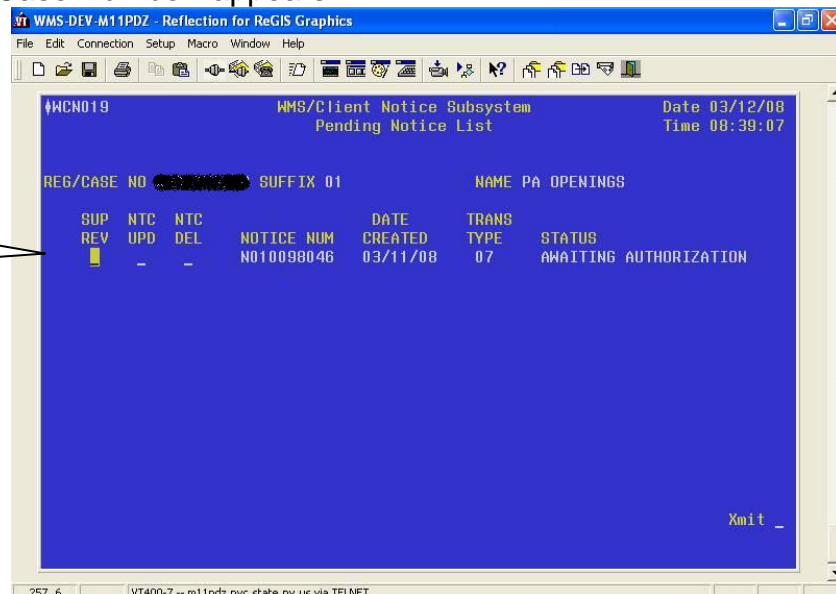 WMS-DEV-M11PDZ - Reflection for ReGIS Graphics
File Edit Connection Setup Macro Window Help
WCN019 WMS/Client Notice Subsystem Date 03/12/08
Pending Notice List Time 08:39:07
REG/CASE NO SUFFIX 01 NAME PA OPENINGS
SUP NTC NTC DATE TRANS
REV UPD DEL NOTICE NUM CREATED TYPE STATUS
_ _ _ N010098046 03/11/08 07 AWAITING AUTHORIZATION
Xmit _
257, 6 VT400-7 -- m11pdz.nyc.state.ny.us via TELNET